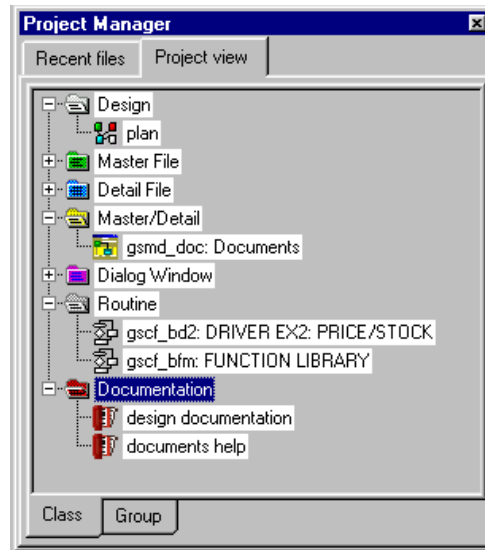 Project Manager
Recent files Project view
Design
plan
Master File
Detail File
Master/Detail
gsmd_doc: Documents
Dialog Window
Routine
gscf_bd2: DRIVER EX2: PRICE/STOCK
gscf_bfm: FUNCTION LIBRARY
Documentation
design documentation
documents help
Class Group